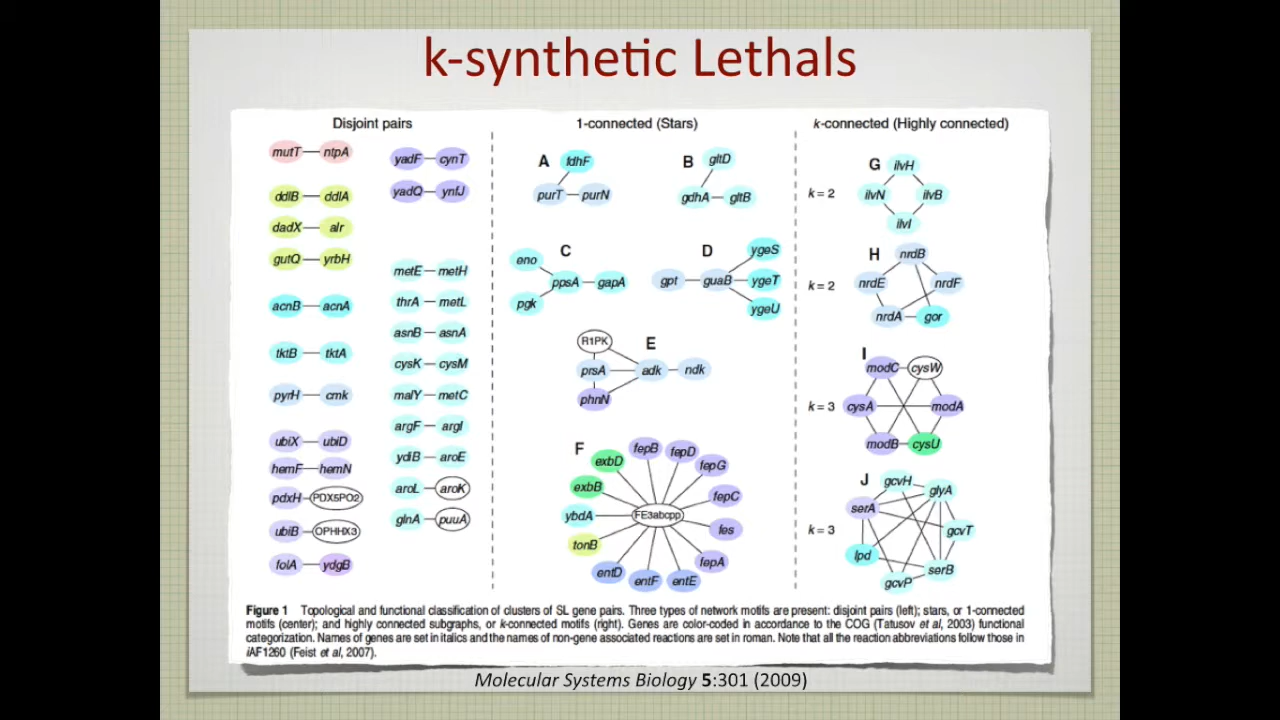 k-synthetic Lethals
Disjoint pairs
mutT ntpA
ddlB ddlA
dadX alr
gutQ yrbH
acnB acnA
tktB tktA
pyrH cmk
ubiX ubiD
hemF hemN
pdxH PDX5PO2
ubiB OPHHX3
folA ydgB
yadF cynT
yadQ ynfJ
metE metH
thrA metL
asnB asnA
cysK cysM
malY metC
argF argI
ydiB aroE
aroL aroK
glnA puuA
1-connected (Stars)
A fdhF
purT purN
B gltD
gdhA gltB
C
eno
ppsA gapA
pgk
D ygeS
gpt guaB ygeT
ygeU
R1PK E
prsA adk ndk
phnN
F
exbD fepB fepD
fepG
exbB
fepC
ybdA FE3abcpp
fes
tonB
fepA
entD entF entE
k-connected (Highly connected)
G ilvH
k = 2 ilvN ilvB
ilvI
H nrdB
k = 2 nrdE nrdF
nrdA gor
I
modC cysW
k = 3 cysA modA
modB cysU
J gcvH glyA
serA
k = 3 gcvT
lpd
serB
gcvP
Figure 1 Topological and functional classification of clusters of SL gene pairs. Three types of network motifs are present: disjoint pairs (left); stars, or 1-connected
motifs (center); and highly connected subgraphs, or k-connected motifs (right). Genes are color-coded in accordance to the COG (Tatusov et al, 2003) functional
categorization. Names of genes are set in italics and the names of non-gene associated reactions are set in roman. Note that all the reaction abbreviations follow those in
iAF1260 (Feist et al, 2007).
Molecular Systems Biology 5:301 (2009)